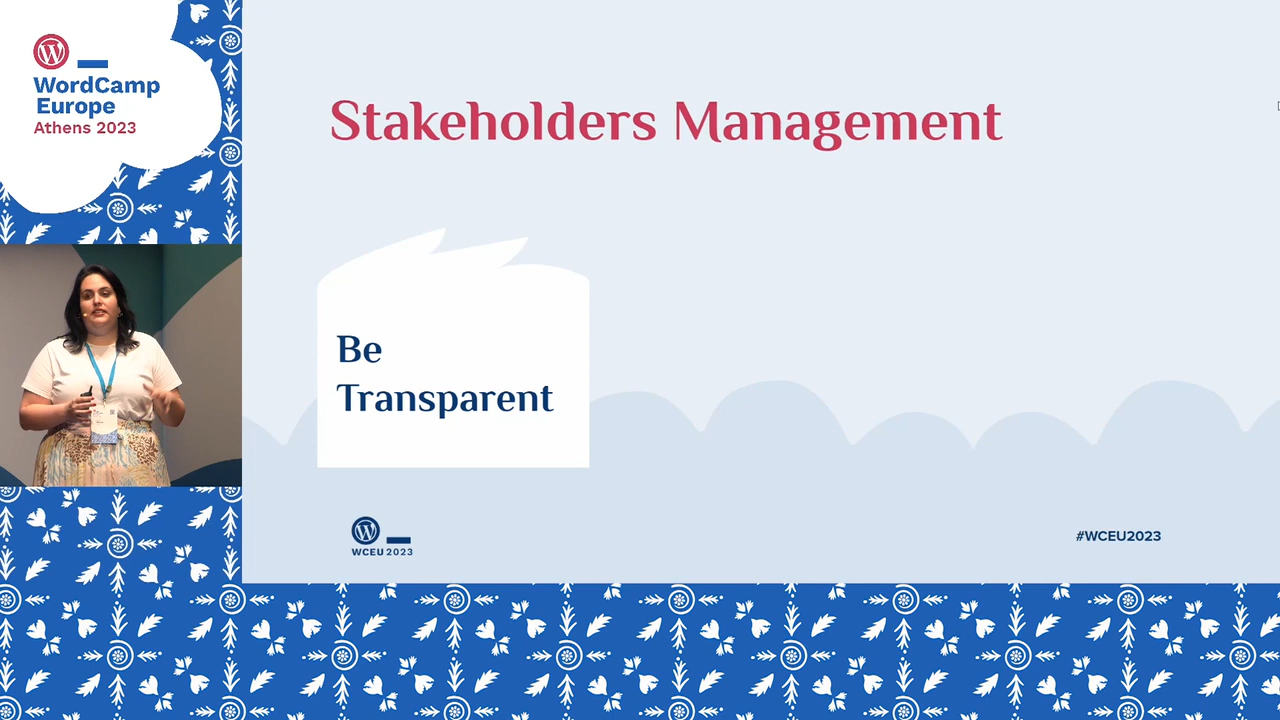 WordCamp
Europe
Athens 2023
Stakeholders Management
Be
Transparent
WCEU 2023
#WCEU2023